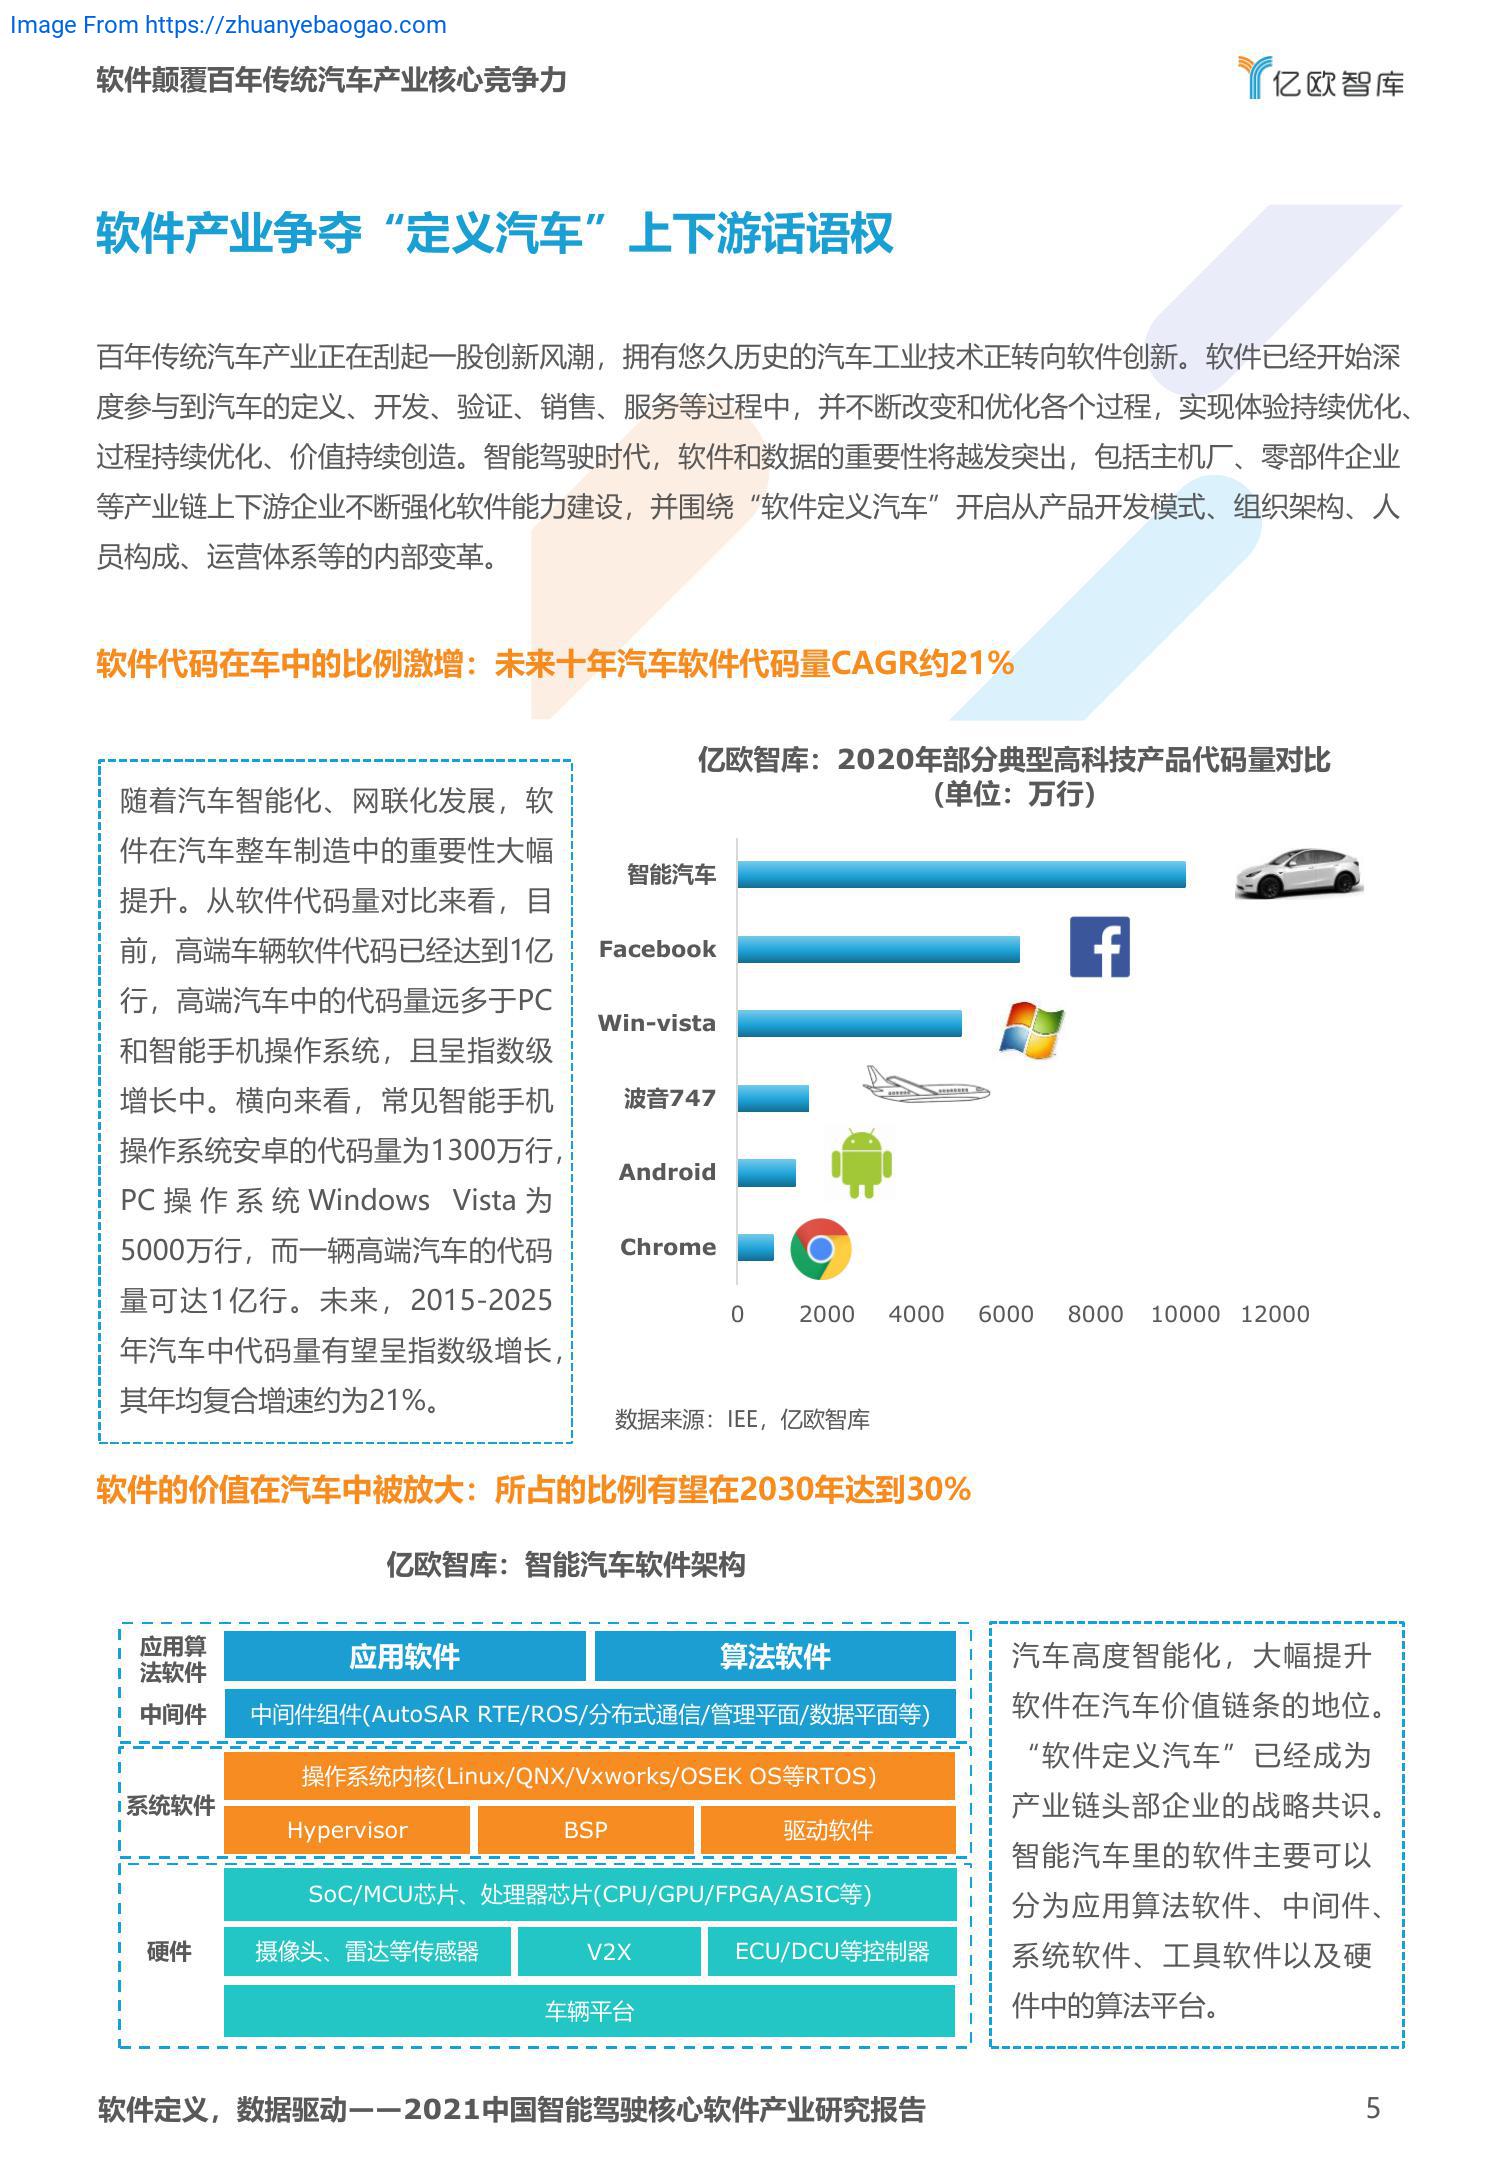 Image From https://zhuanyebaogao.com
软件颠覆百年传统汽车产业核心竞争力
亿欧智库
软件产业争夺“定义汽车”上下游话语权
百年传统汽车产业正在刮起一股创新风潮，拥有悠久历史的汽车工业技术正转向软件创新。软件已经开始深
度参与到汽车的定义、开发、验证、销售、服务等过程中，并不断改变和优化各个过程，实现体验持续优化、
过程持续优化、价值持续创造。智能驾驶时代，软件和数据的重要性将越发突出，包括主机厂、零部件企业
等产业链上下游企业不断强化软件能力建设，并围绕“软件定义汽车”开启从产品开发模式、组织架构、人
员构成、运营体系等的内部变革。
软件代码在车中的比例激增：未来十年汽车软件代码量CAGR约21%
随着汽车智能化、网联化发展，软
件在汽车整车制造中的重要性大幅
提升。从软件代码量对比来看，目
前，高端车辆软件代码已经达到1亿
行，高端汽车中的代码量远多于PC
和智能手机操作系统，且呈指数级
增长中。横向来看，常见智能手机
操作系统安卓的代码量为1300万行，
PC操作系统Windows Vista为
5000万行，而一辆高端汽车的代码
量可达1亿行。未来，2015-2025
年汽车中代码量有望呈指数级增长，
其年均复合增速约为21%。
亿欧智库：2020年部分典型高科技产品代码量对比
（单位：万行）
智能汽车
Facebook
Win-vista
波音747
Android
Chrome
0 2000 4000 6000 8000 10000 12000
数据来源：IEE，亿欧智库
软件的价值在汽车中被放大：所占的比例有望在2030年达到30%
亿欧智库：智能汽车软件架构
应用算
法软件
应用软件 算法软件
中间件 中间件组件(AutoSAR RTE/ROS/分布式通信/管理平面/数据平面等)
系统软件
操作系统内核(Linux/QNX/Vxworks/OSEK OS等RTOS)
Hypervisor BSP 驱动软件
硬件
SoC/MCU芯片、处理器芯片(CPU/GPU/FPGA/ASIC等)
摄像头、雷达等传感器 V2X ECU/DCU等控制器
车辆平台
汽车高度智能化，大幅提升
软件在汽车价值链条的地位。
“软件定义汽车”已经成为
产业链头部企业的战略共识。
智能汽车里的软件主要可以
分为应用算法软件、中间件、
系统软件、工具软件以及硬
件中的算法平台。
软件定义，数据驱动——2021中国智能驾驶核心软件产业研究报告
5